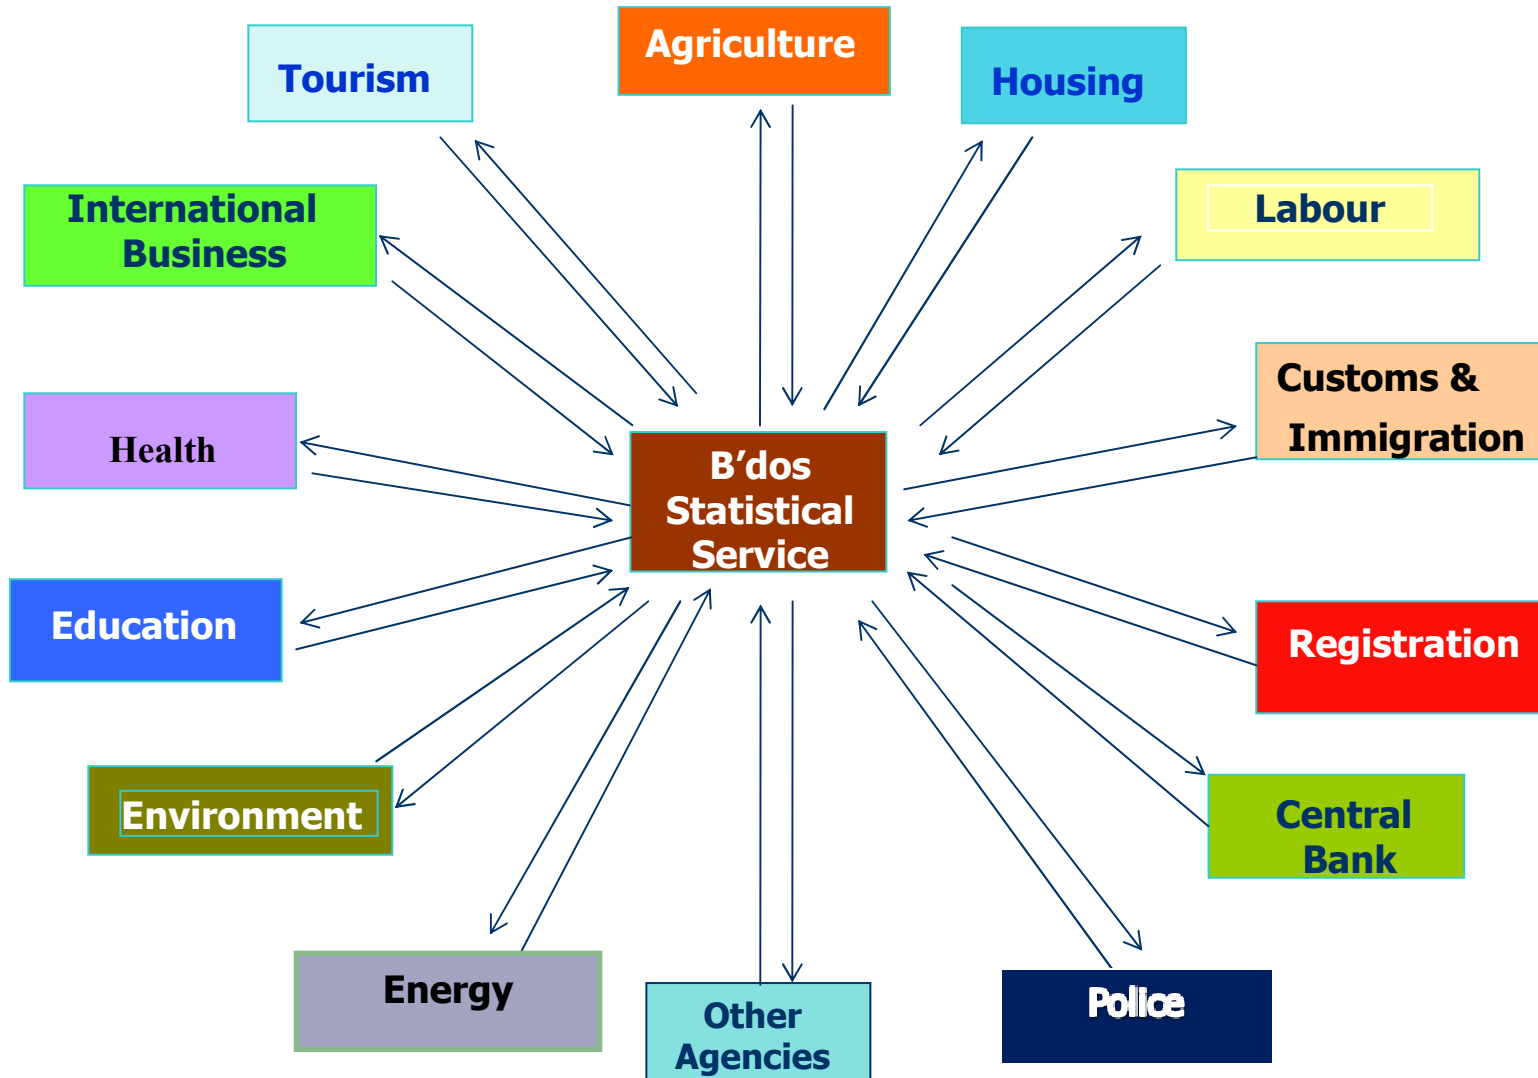 Agriculture
Tourism
Housing
International
Business
Labour
Customs &
Immigration
Health
B'dos
Statistical
Service
Education
Registration
Environment
Central
Bank
Energy
Police
Other
Agencies